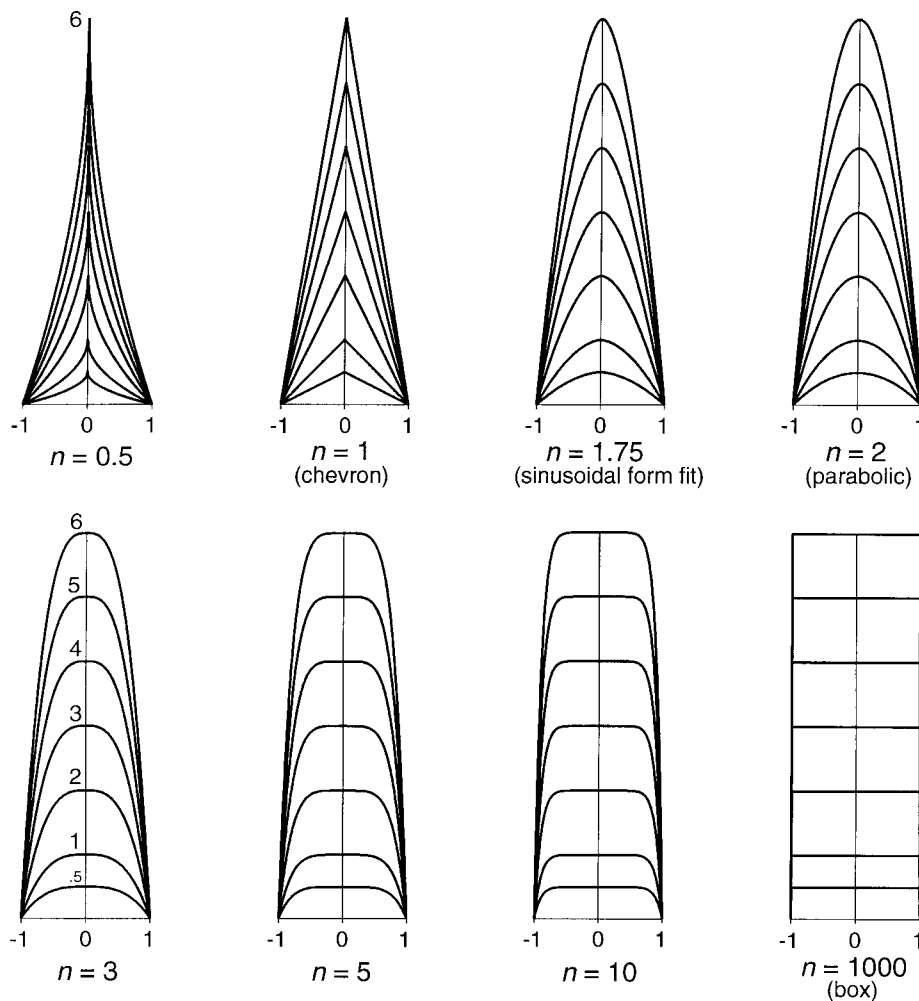 6
-1 0 1
n = 0.5
-1 0 1
n = 1
(chevron)
-1 0 1
n = 1.75
(sinusoidal form fit)
-1 0 1
n = 2
(parabolic)
6
5
4
3
2
1
.5
-1 0 1
n = 3
-1 0 1
n = 5
-1 0 1
n = 10
-1 0 1
n = 1000
(box)